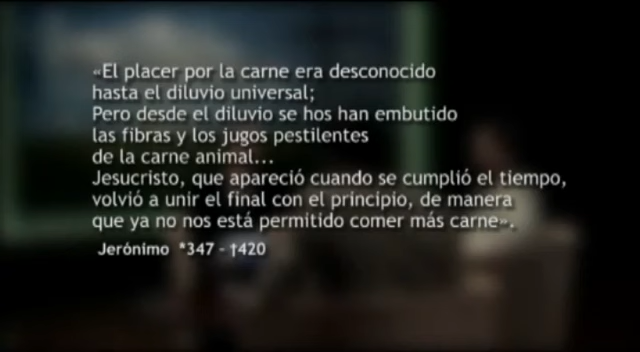 «El placer por la carne era desconocido
hasta el diluvio universal;
Pero desde el diluvio se hos han embutido
las fibras y los jugos pestilentes
de la carne animal...
Jesucristo, que apareció cuando se cumplió el tiempo,
volvió a unir el final con el principio, de manera
que ya no nos está permitido comer más carne».
Jerónimo *347 - †420